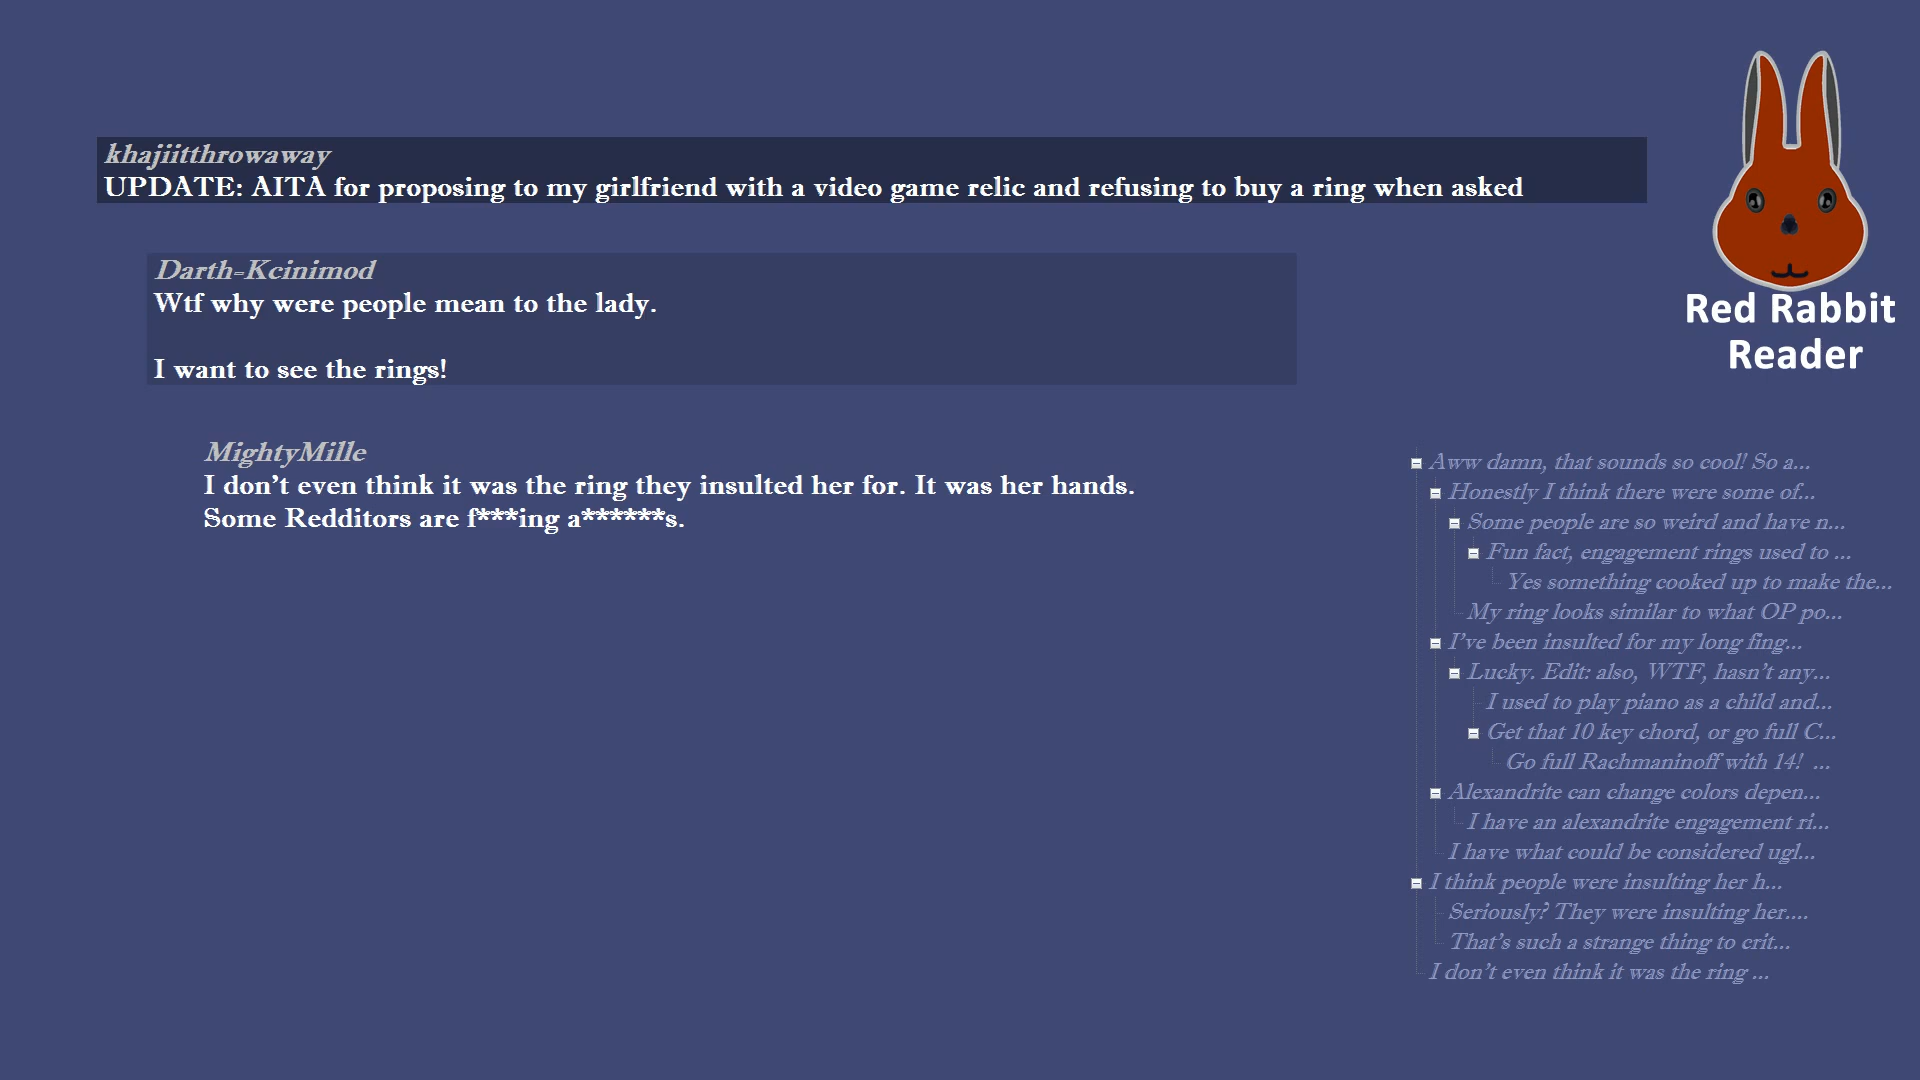 khajiitthrowaway
UPDATE: AITA for proposing to my girlfriend with a video game relic and refusing to buy a ring when asked
Darth-Kcinimod
Wtf why were people mean to the lady.
I want to see the rings!
MightyMille
I don't even think it was the ring they insulted her for. It was her hands.
Some Redditors are f***ing a******s.
Red Rabbit
Reader
Aww damn, that sounds so cool! So a...
Honestly I think there were some of...
Some people are so weird and have n...
Fun fact, engagement rings used to ...
Yes something cooked up to make the...
My ring looks similar to what OP po...
I've been insulted for my long fing...
Lucky. Edit: also, WTF, hasn't any...
I used to play piano as a child and...
Get that 10 key chord, or go full C...
Go full Rachmaninoff with 14! ...
Alexandrite can change colors depen...
I have an alexandrite engagement ri...
I have what could be considered ugl...
I think people were insulting her h...
Seriously? They were insulting her....
That's such a strange thing to crit...
I don't even think it was the ring ...